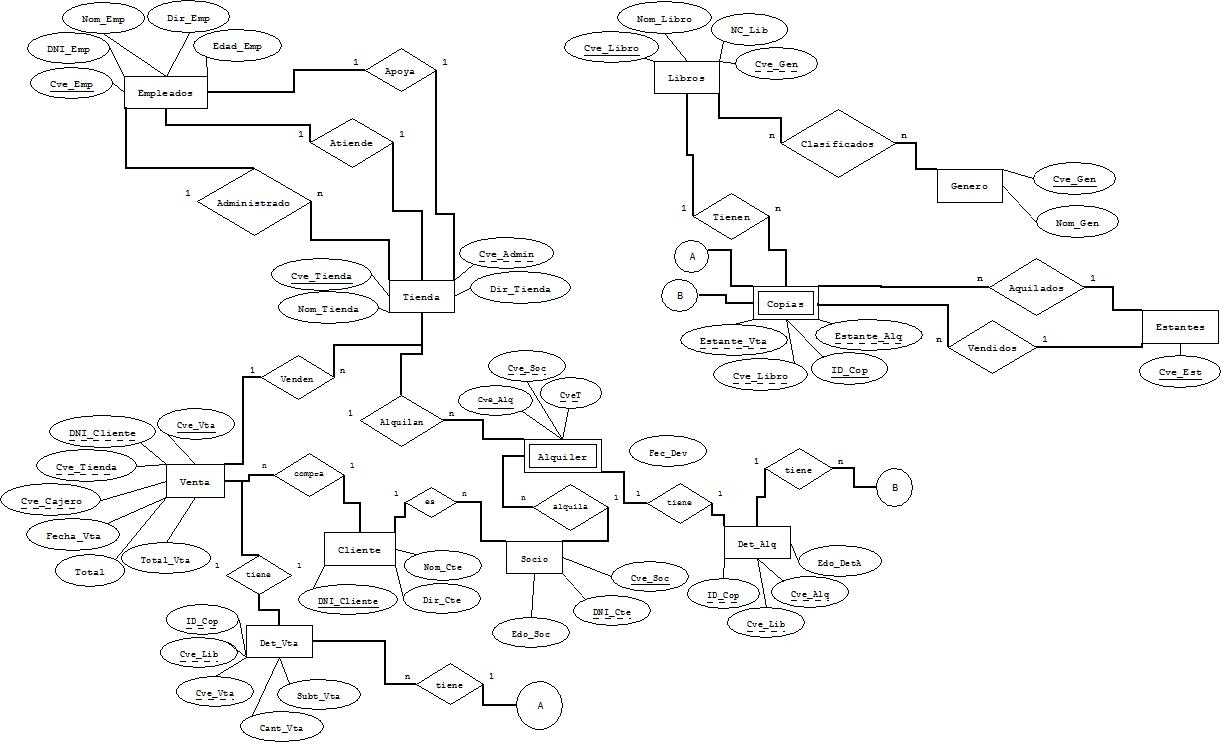 Nom_Emp
Dir_Emp
DNI_Emp
Edad_Emp
Cve_Emp
Empleados
1
Apoya
1
1
Atiende
1
1
Administrado
n
Cve_Tienda
Nom_Tienda
Tienda
Cve_Admin
Dir_Tienda
Nom_Libro
NC_Lib
Cve_Libro
Cve_Gen
Libros
n
Clasificados
n
Genero
Cve_Gen
Nom_Gen
1
Tienen
n
A
B
Copias
Estante_Vta
Estante_Alq
Cve_Libro
ID_Cop
n
Aquilados
1
n
Vendidos
1
Estantes
Cve_Est
1
Venden
n
1
Alquilan
n
Cve_Soc
Cve_Alq
CveT
Alquiler
Fec_Dev
DNI_Cliente
Cve_Vta
Cve_Tienda
Venta
Cve_Cajero
Fecha_Vta
Total
Total_Vta
n
compra
1
1
es
n
n
alquila
1
1
tiene
1
1
tiene
n
B
Cliente
Nom_Cte
DNI_Cliente
Dir_Cte
Socio
Cve_Soc
DNI_Cte
Edo_Soc
Det_Alq
Edo_DetA
ID_Cop
Cve_Alq
Cve_Lib
1
tiene
1
ID_Cop
Det_Vta
Cve_Lib
Cve_Vta
Subt_Vta
Cant_Vta
n
tiene
1
A